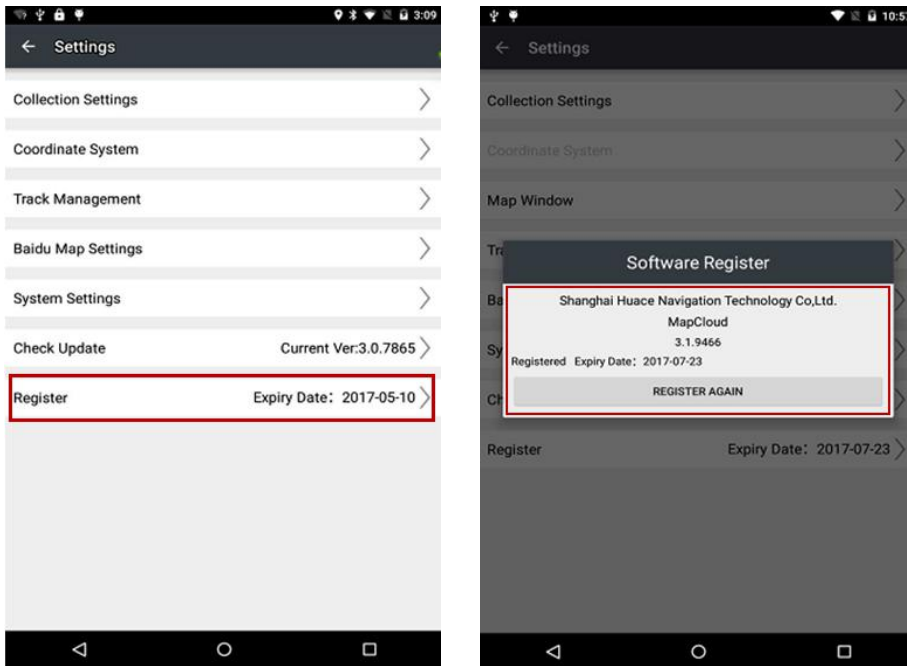 3:09
Settings
Collection Settings
Coordinate System
Track Management
Baidu Map Settings
System Settings
Check Update Current Ver:3.0.7865
Register Expiry Date：2017-05-10
Settings
Collection Settings
Coordinate System
Map Window
Software Register
Shanghai Huace Navigation Technology Co,Ltd.
MapCloud
3.1.9466
Registered Expiry Date：2017-07-23
REGISTER AGAIN
Register Expiry Date：2017-07-23